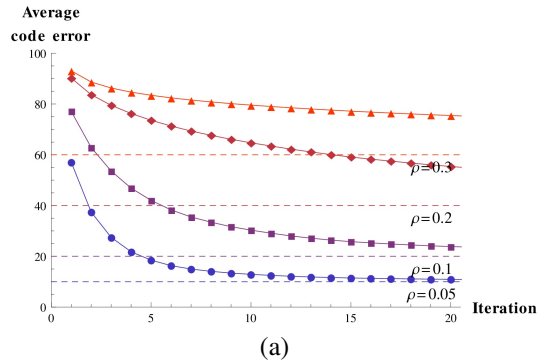 Average
code error
100
80
60
40
20
0
ρ=0.3
ρ=0.2
ρ=0.1
ρ=0.05
0
5
10
15
20
Iteration
(a)